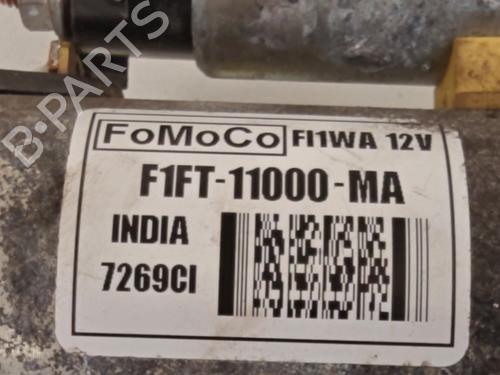 FoMoCo FI1WA 12V
F1FT-11000-MA
INDIA
7269CI
B-PARTS